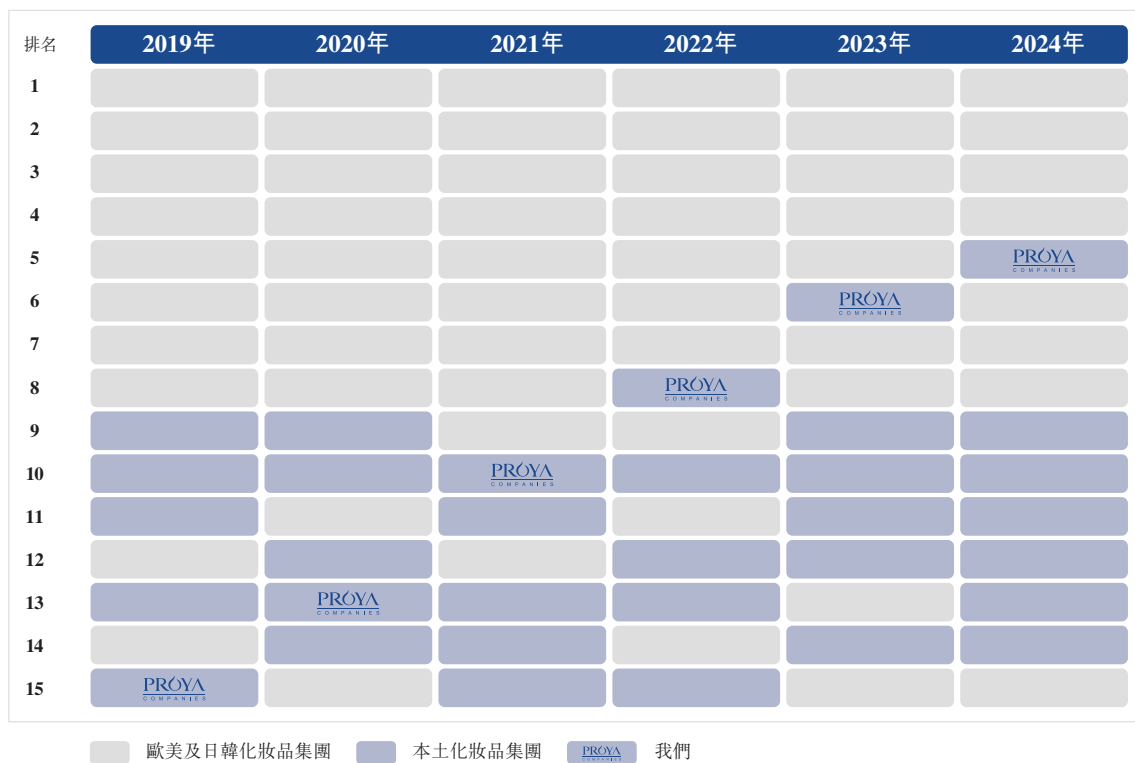 排名 2019年 2020年 2021年 2022年 2023年 2024年
1
2
3
4
5 PROYA COMPANIES
6 PROYA COMPANIES
7
8 PROYA COMPANIES
9
10 PROYA COMPANIES
11
12
13 PROYA COMPANIES
14
15 PROYA COMPANIES
歐美及日韓化妝品集團 本土化妝品集團 PROYA COMPANIES 我們